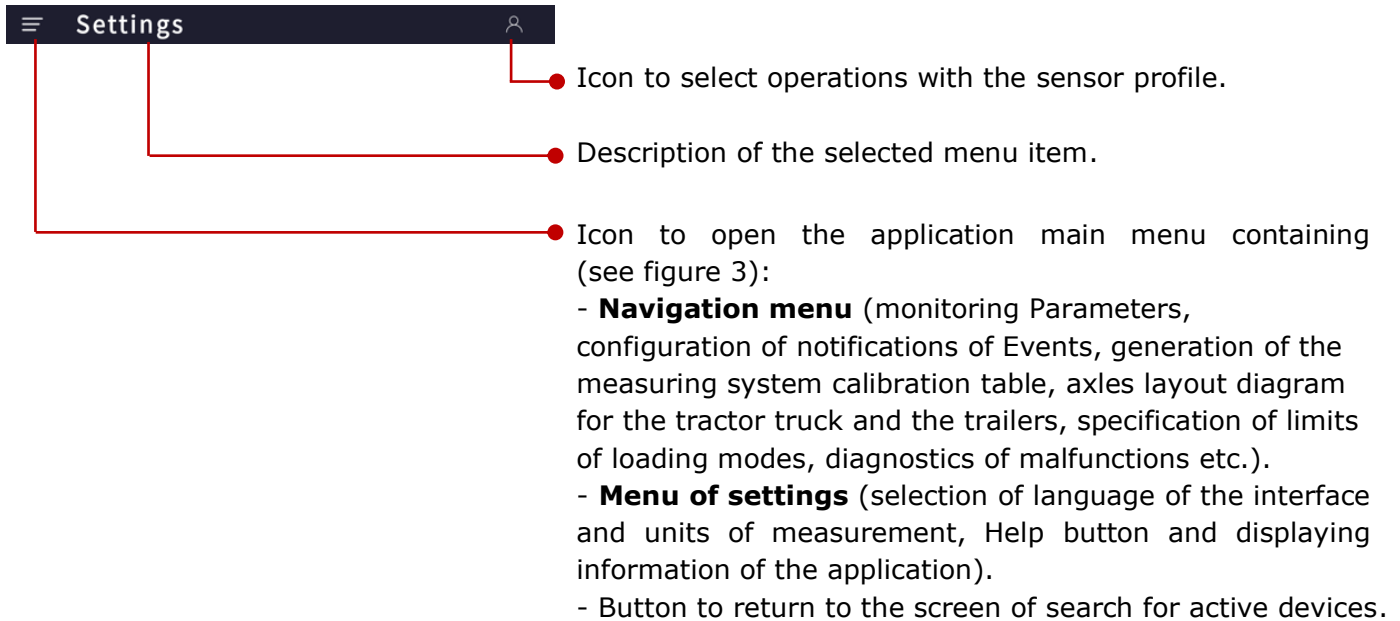 Settings
Icon to select operations with the sensor profile.
Description of the selected menu item.
Icon to open the application main menu containing
(see figure 3):
- Navigation menu (monitoring Parameters,
configuration of notifications of Events, generation of the
measuring system calibration table, axles layout diagram
for the tractor truck and the trailers, specification of limits
of loading modes, diagnostics of malfunctions etc.).
- Menu of settings (selection of language of the interface
and units of measurement, Help button and displaying
information of the application).
- Button to return to the screen of search for active devices.